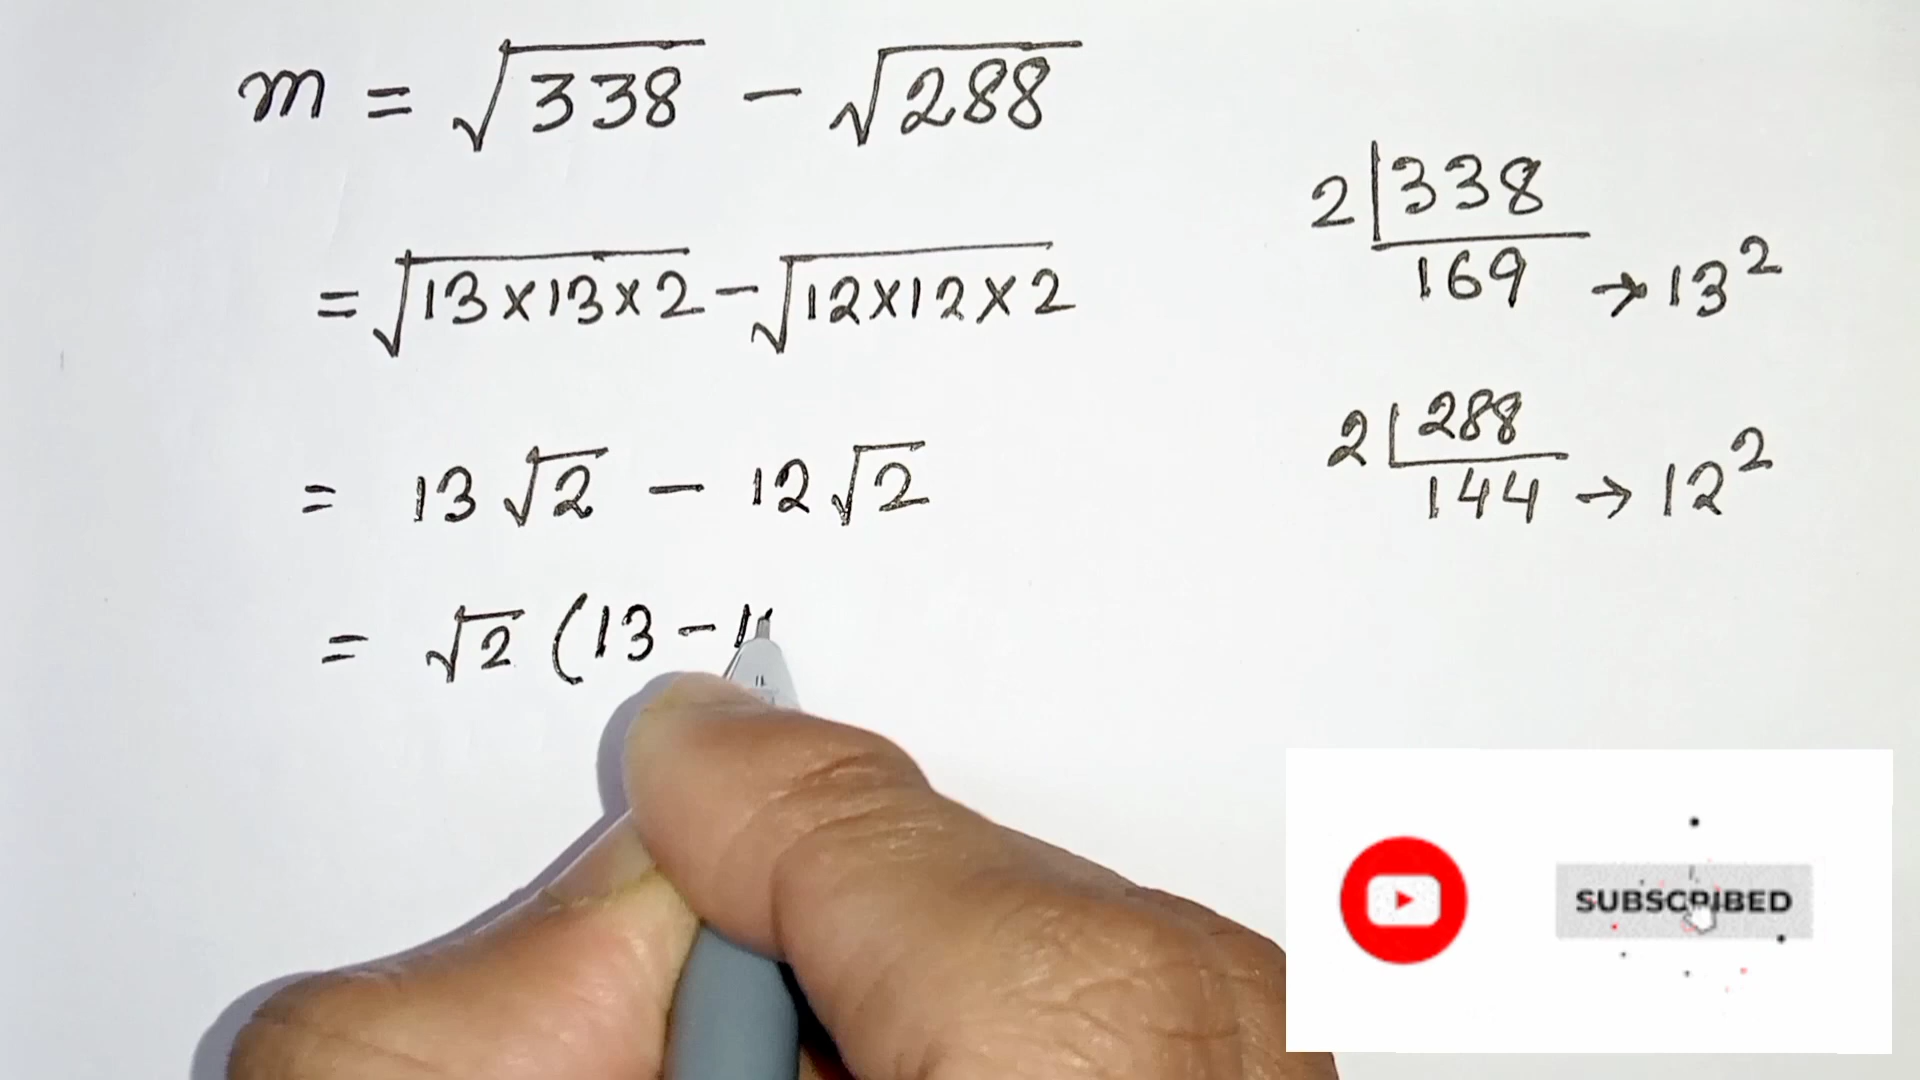 m = √338 - √288
= √13×13×2 - √12×12×2
= 13√2 - 12√2
= √2 (13 - 1
2 | 338
169 → 13²
2 | 288
144 → 12²
SUBSCRIBED